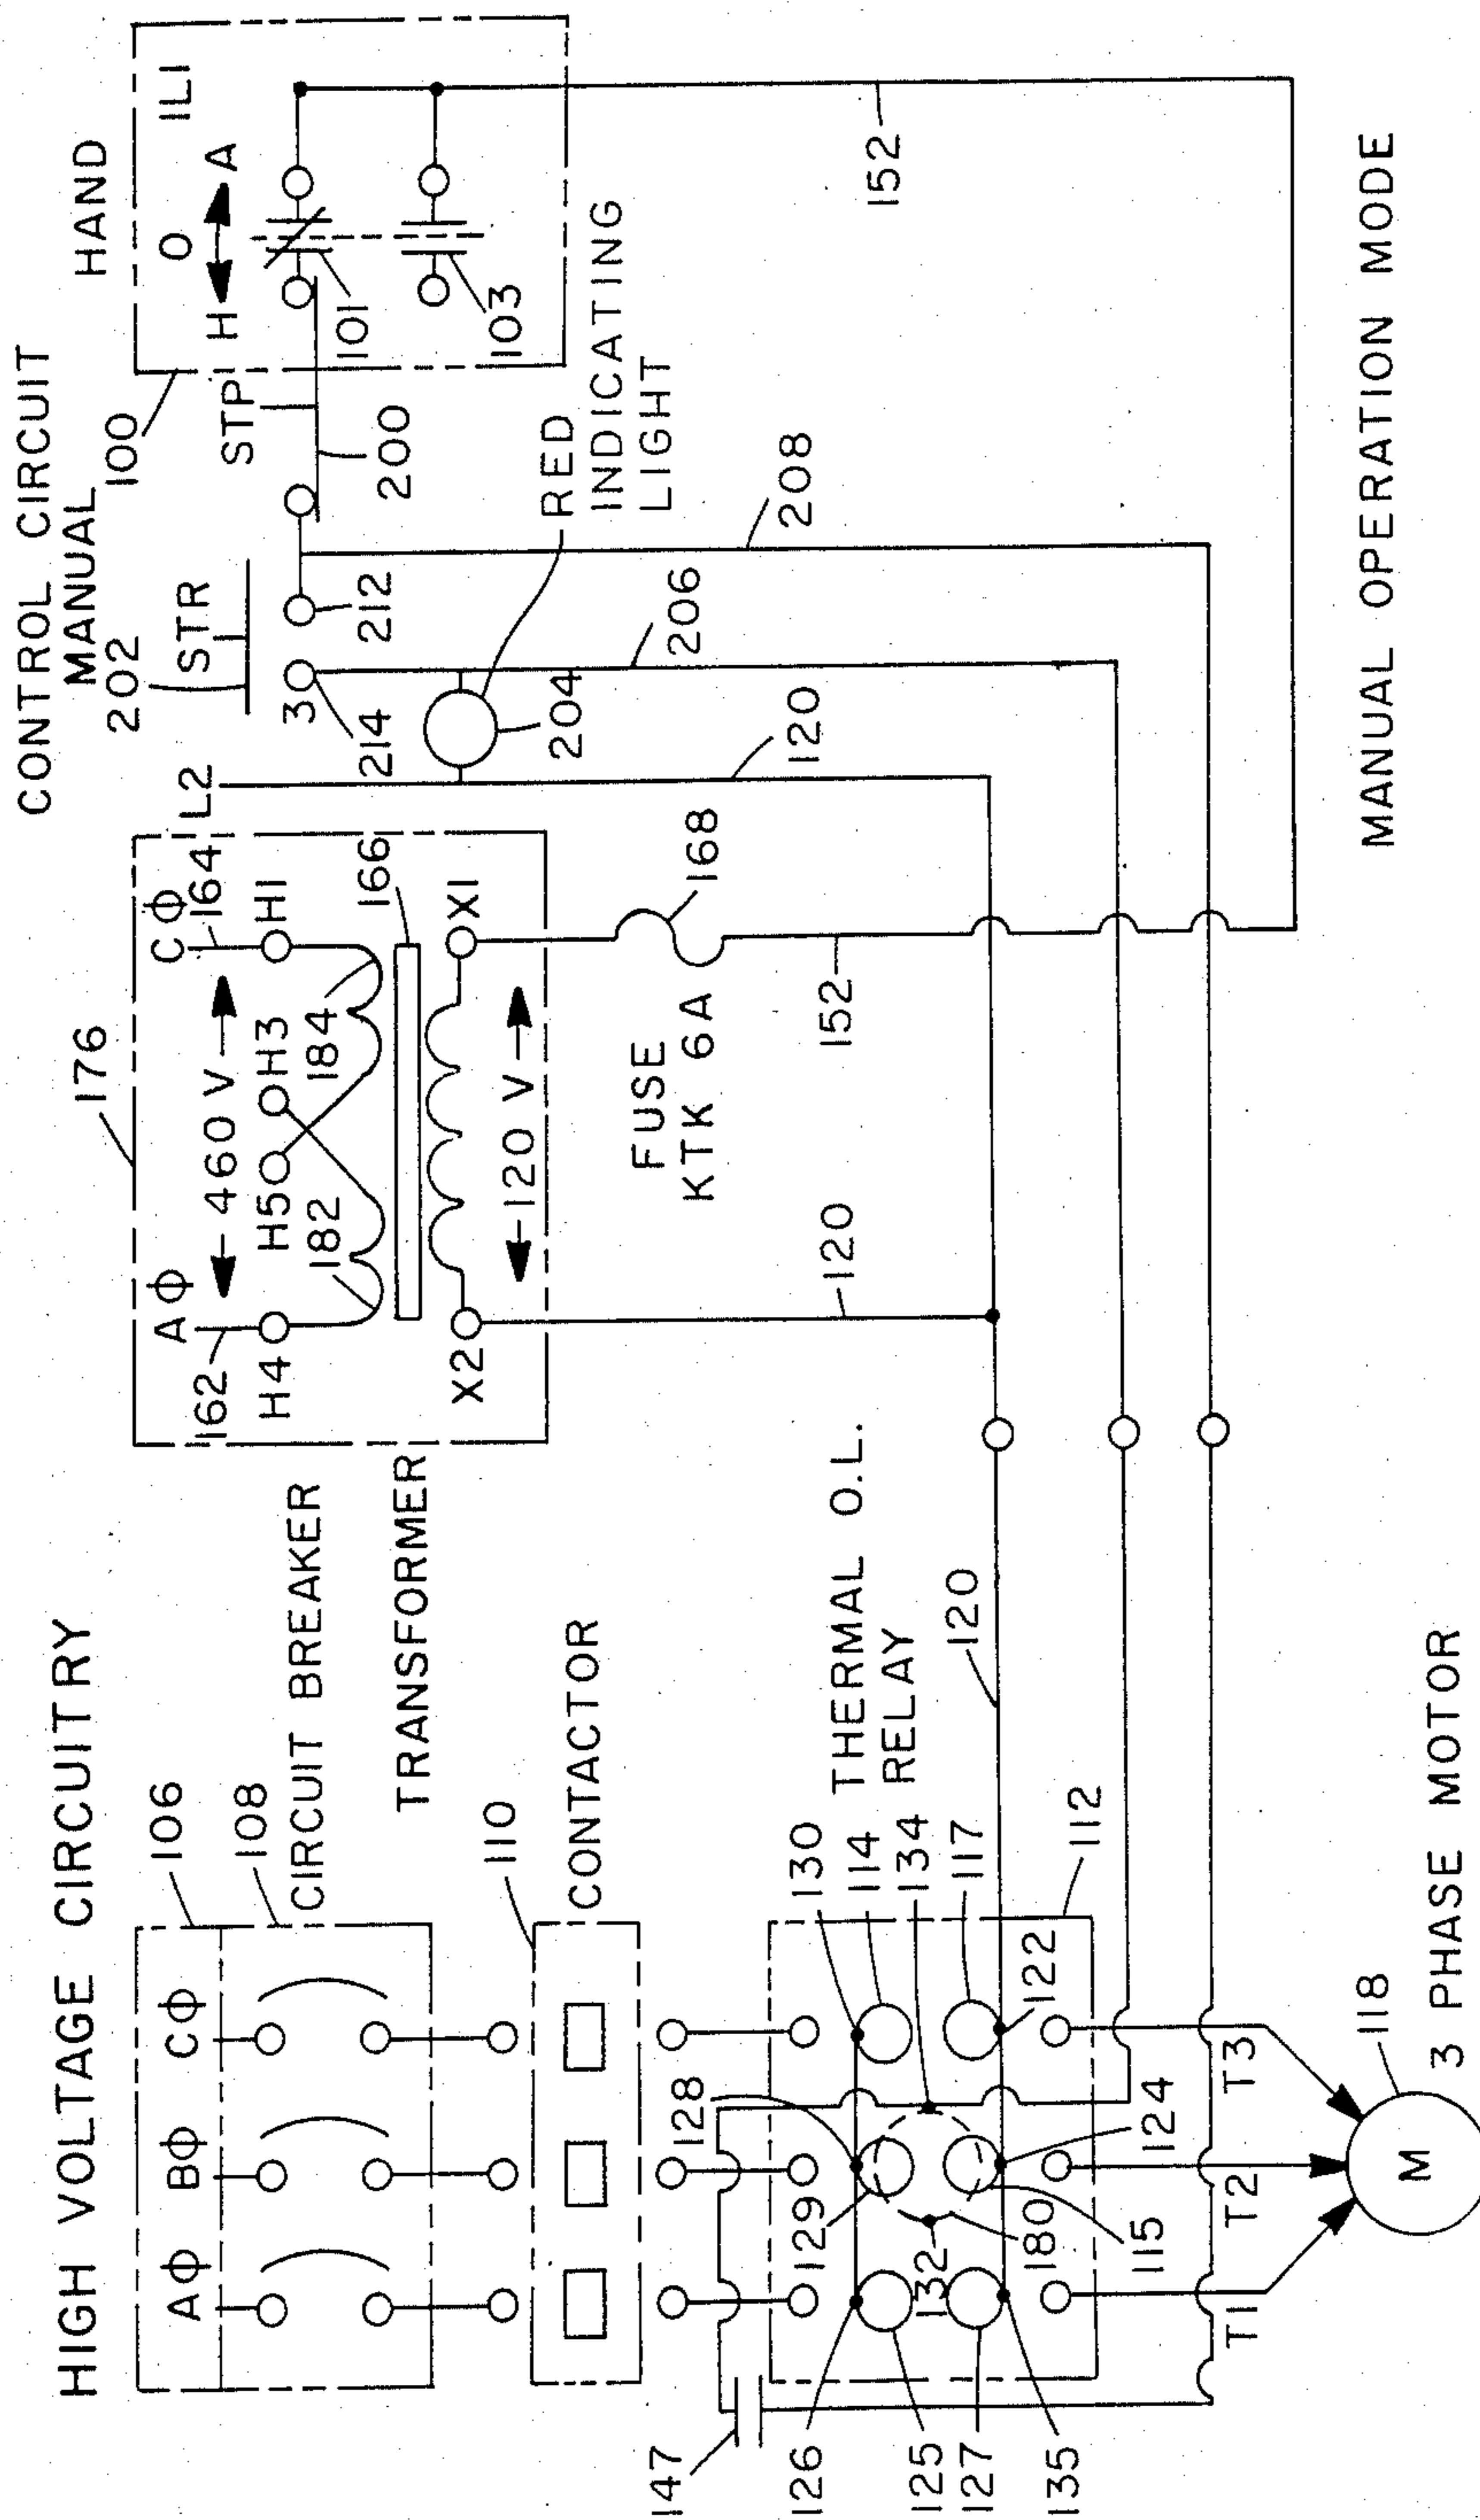 HIGH VOLTAGE CIRCUITRY
CONTROL CIRCUIT
MANUAL
HAND
106
AΦ
BΦ
CΦ
108
CIRCUIT BREAKER
TRANSFORMER
110
CONTACTOR
176
AΦ
CΦ
162
164
460 V
H4
H5
H3
H1
182
184
166
X2
X1
120 V
FUSE
KTK 6 A
168
L2
202
STR
3
214
212
204
RED
INDICATING
LIGHT
100
STP
200
H
O
A
1L1
101
103
120
152
120
206
208
152
THERMAL O.L.
RELAY
120
130
114
134
117
112
122
128
129
132
180
124
115
147
126
125
127
135
T1
T2
T3
118
M
3 PHASE MOTOR
MANUAL OPERATION MODE